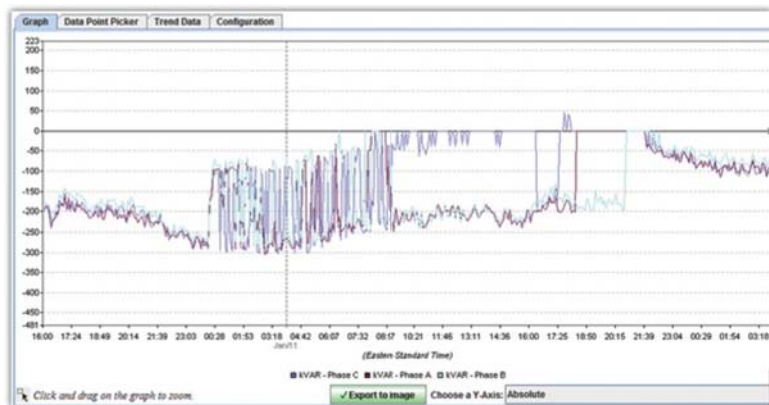 Graph Data Point Picker Trend Data Configuration
223
200
150
100
50
0
-50
-100
-150
-200
-250
-300
-350
-400
-450
-481
16:00 17:24 18:49 20:14 21:39 23:03 00:28 01:53 03:18 04:42 06:07 07:32 08:57 10:21 11:46 13:11 14:36 16:00 17:25 18:50 20:15 21:39 23:04 00:29 01:54 03:18
Jan/11
(Eastern Standard Time)
kVAR - Phase C kVAR - Phase A kVAR - Phase B
Click and drag on the graph to zoom. ✓Export to image Choose a Y-Axis: Absolute